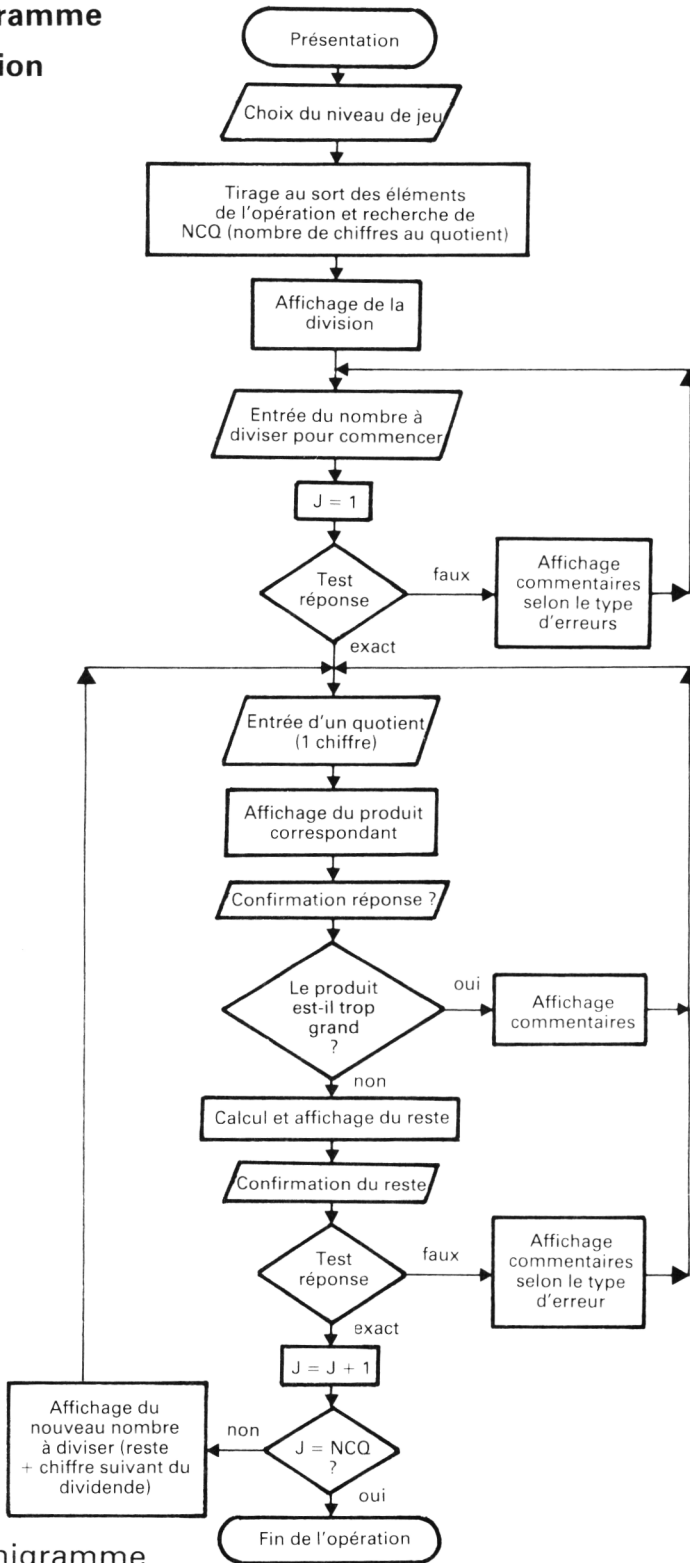 gramme
ion
Présentation
Choix du niveau de jeu
Tirage au sort des éléments
de l'opération et recherche de
NCQ (nombre de chiffres au quotient)
Affichage de la
division
Entrée du nombre à
diviser pour commencer
J = 1
Test
réponse
faux
Affichage
commentaires
selon le type
d'erreurs
exact
Entrée d'un quotient
(1 chiffre)
Affichage du produit
correspondant
Confirmation réponse ?
Le produit
est-il trop
grand
?
oui
Affichage
commentaires
non
Calcul et affichage du reste
Confirmation du reste
Test
réponse
faux
Affichage
commentaires
selon le type
d'erreur
exact
J = J + 1
Affichage du
nouveau nombre
à diviser (reste
+ chiffre suivant du
dividende)
non
J = NCQ
?
oui
Fin de l'opération
nigramme